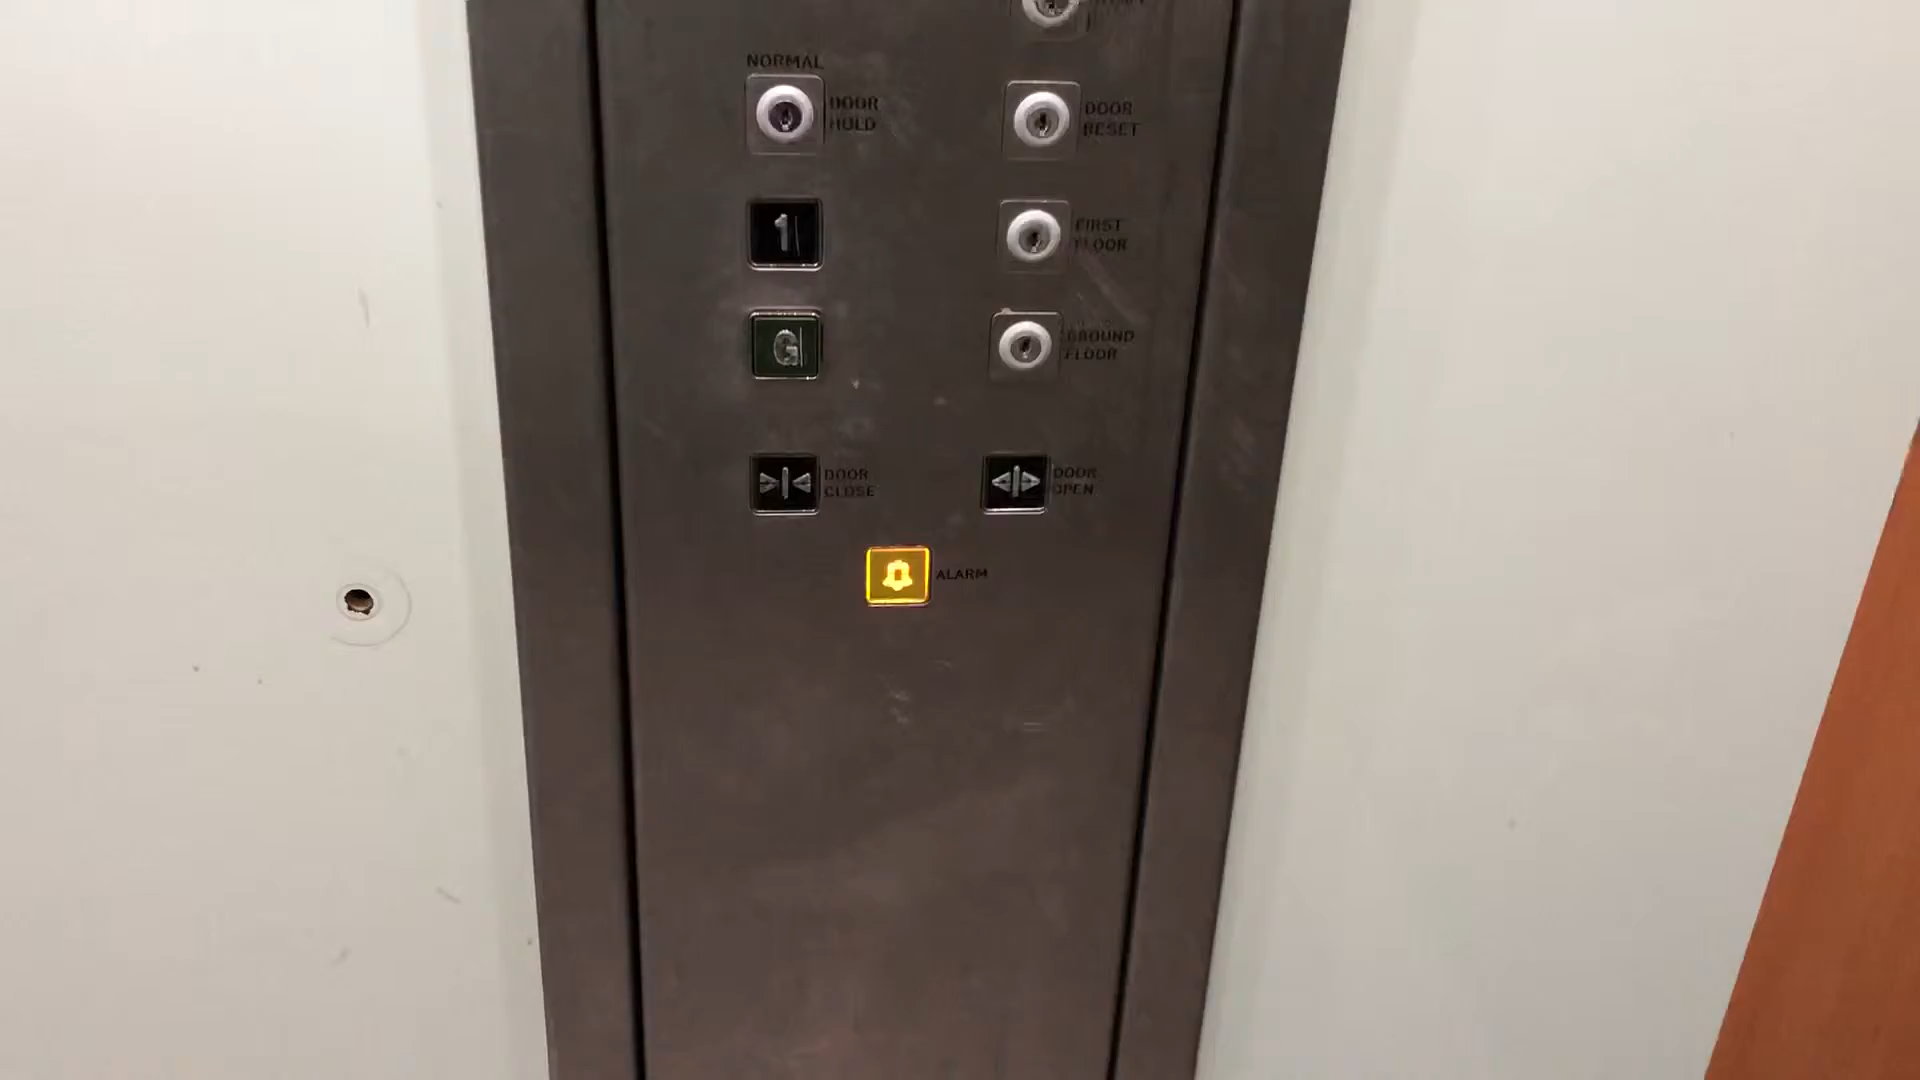 NORMAL
DOOR
HOLD
DOOR
RESET
1
FIRST
FLOOR
G
GROUND
FLOOR
DOOR
CLOSE
DOOR
OPEN
ALARM